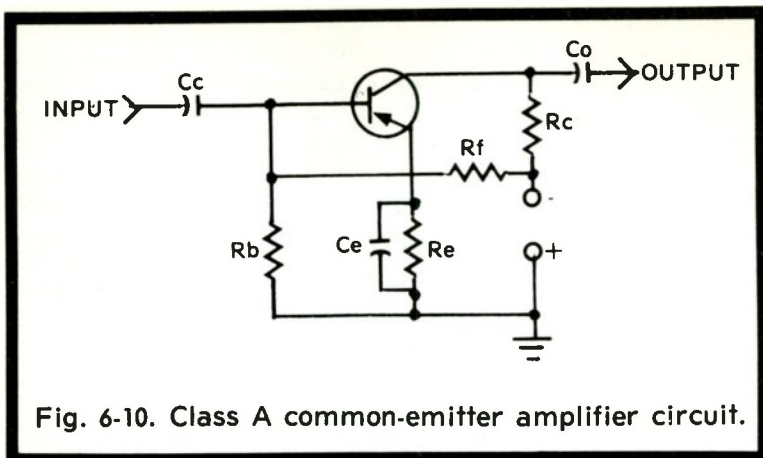 Co
Cc
OUTPUT
INPUT
Rc
Rf
-
Rb
Ce
Re
+
Fig. 6-10. Class A common-emitter amplifier circuit.